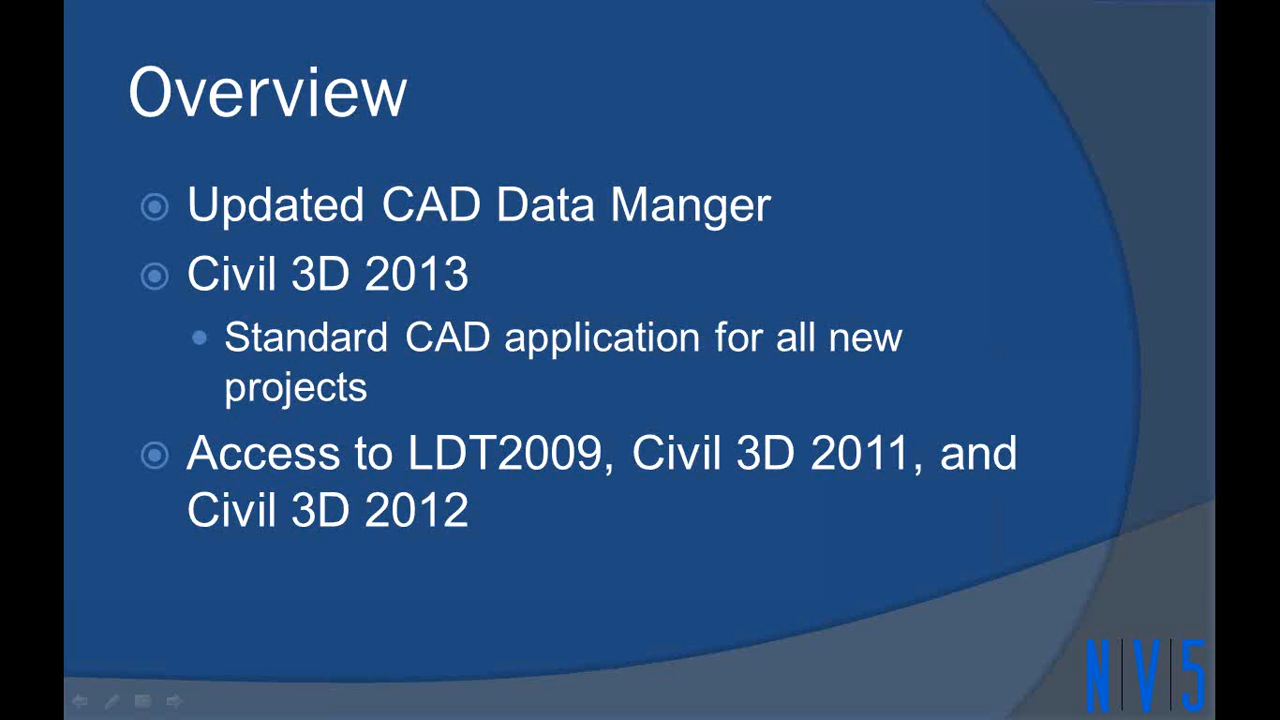 Overview
Updated CAD Data Manger
Civil 3D 2013
Standard CAD application for all new
projects
Access to LDT2009, Civil 3D 2011, and
Civil 3D 2012
N|V|5